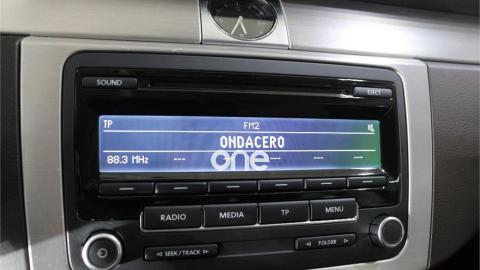 SOUND
EJECT
TP FM2
ONDACERO
88.3 MHz --- --- --- --- ---
one
RADIO MEDIA TP MENU
SEEK/TRACK FOLDER